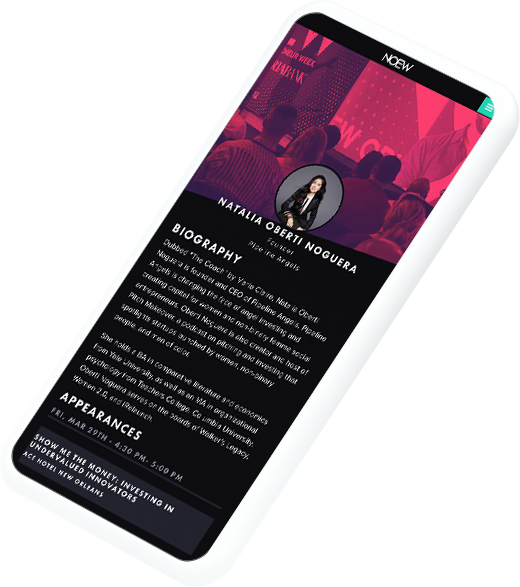 NOEW
NATALIA OBERTI NOGUERA
Founder
Pipeline Angels
BIOGRAPHY
Dubbed "The Coach" by Marie Claire, Natalia Oberti
Noguera is founder and CEO of Pipeline Angels. Pipeline
Angels is changing the face of angel investing and
creating capital for women and non-binary femme social
entrepreneurs. Oberti Noguera is also creator and host of
Pitch Makeover, a podcast on pitching and investing that
spotlights startups launched by women, non-binary
people, and men of color.
She holds a BA in comparative literature and economics
from Yale University, as well as an MA in organizational
psychology from Teachers College, Columbia University.
Oberti Noguera serves on the boards of Walker's Legacy,
Women 2.0, and iRelaunch.
APPEARANCES
FRI, MAR 29TH - 4:30 PM- 5:00 PM
SHOW ME THE MONEY: INVESTING IN
UNDERVALUED INNOVATORS
ACE HOTEL NEW ORLEANS